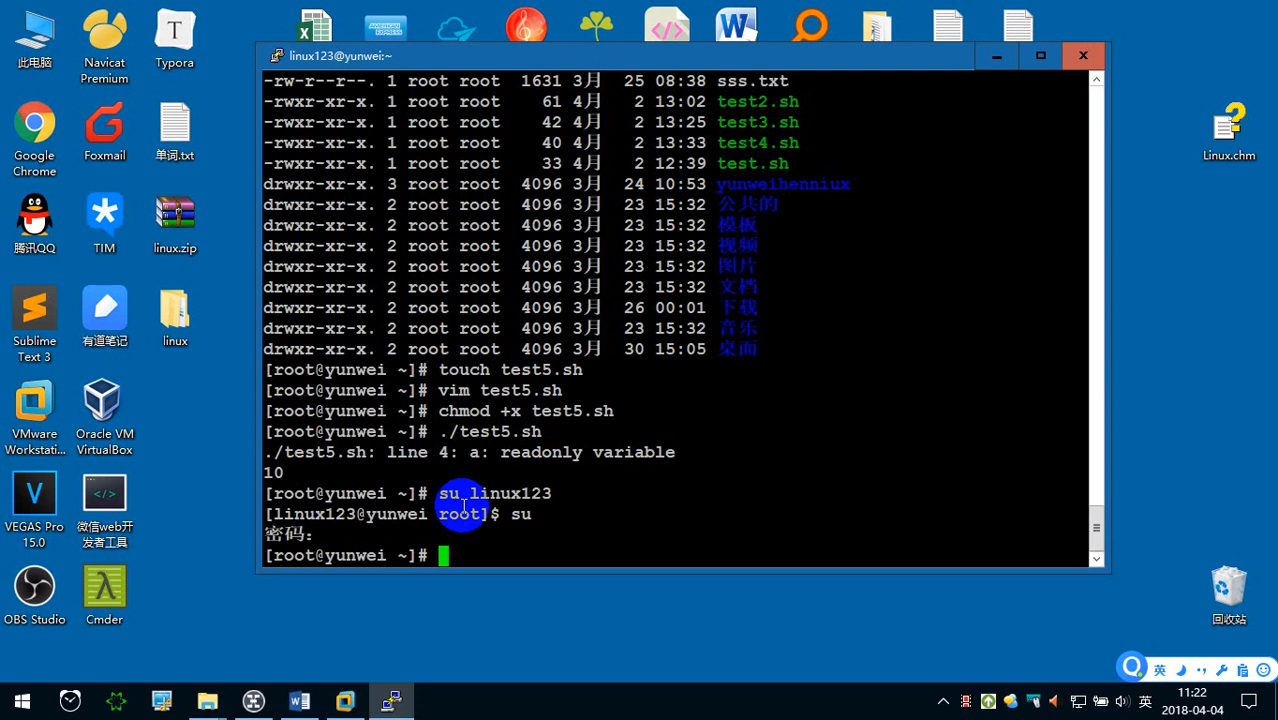 此电脑
Navicat Premium
Typora
Google Chrome
Foxmail
单词.txt
腾讯QQ
TIM
linux.zip
Sublime Text 3
有道笔记
linux
VMware Workstati...
Oracle VM VirtualBox
VEGAS Pro 15.0
微信web开发者工具
OBS Studio
Cmder
AMERICAN EXPRESS
Linux.chm
回收站
linux123@yunwei:~
-rw-r--r--. 1 root root 1631 3月 25 08:38 sss.txt
-rwxr-xr-x. 1 root root 61 4月 2 13:02 test2.sh
-rwxr-xr-x. 1 root root 42 4月 2 13:25 test3.sh
-rwxr-xr-x. 1 root root 40 4月 2 13:33 test4.sh
-rwxr-xr-x. 1 root root 33 4月 2 12:39 test.sh
drwxr-xr-x. 3 root root 4096 3月 24 10:53 yunweihenniux
drwxr-xr-x. 2 root root 4096 3月 23 15:32 公共的
drwxr-xr-x. 2 root root 4096 3月 23 15:32 模板
drwxr-xr-x. 2 root root 4096 3月 23 15:32 视频
drwxr-xr-x. 2 root root 4096 3月 23 15:32 图片
drwxr-xr-x. 2 root root 4096 3月 23 15:32 文档
drwxr-xr-x. 2 root root 4096 3月 26 00:01 下载
drwxr-xr-x. 2 root root 4096 3月 23 15:32 音乐
drwxr-xr-x. 2 root root 4096 3月 30 15:05 桌面
[root@yunwei ~]# touch test5.sh
[root@yunwei ~]# vim test5.sh
[root@yunwei ~]# chmod +x test5.sh
[root@yunwei ~]# ./test5.sh
./test5.sh: line 4: a: readonly variable
10
[root@yunwei ~]# su linux123
[linux123@yunwei root]$ su
密码：
[root@yunwei ~]#
英
英
11:22
2018-04-04